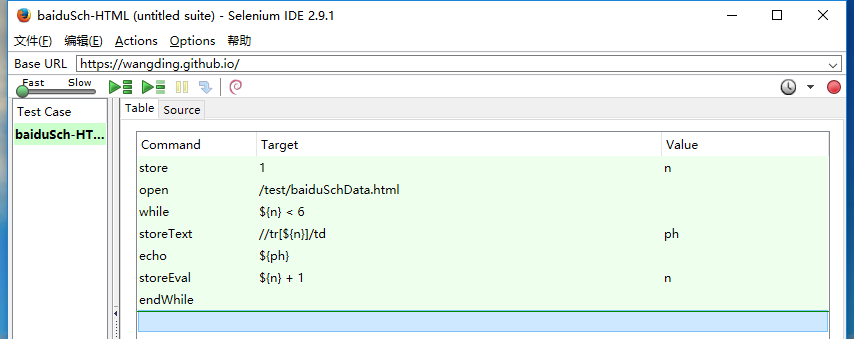 baiduSch-HTML (untitled suite) - Selenium IDE 2.9.1
文件(F) 编辑(E) Actions Options 帮助
Base URL https://wangding.github.io/
Fast Slow
Test Case Table Source
baiduSch-HT...
Command Target Value
store 1 n
open /test/baiduSchData.html
while ${n} < 6
storeText //tr[${n}]/td ph
echo ${ph}
storeEval ${n} + 1 n
endWhile